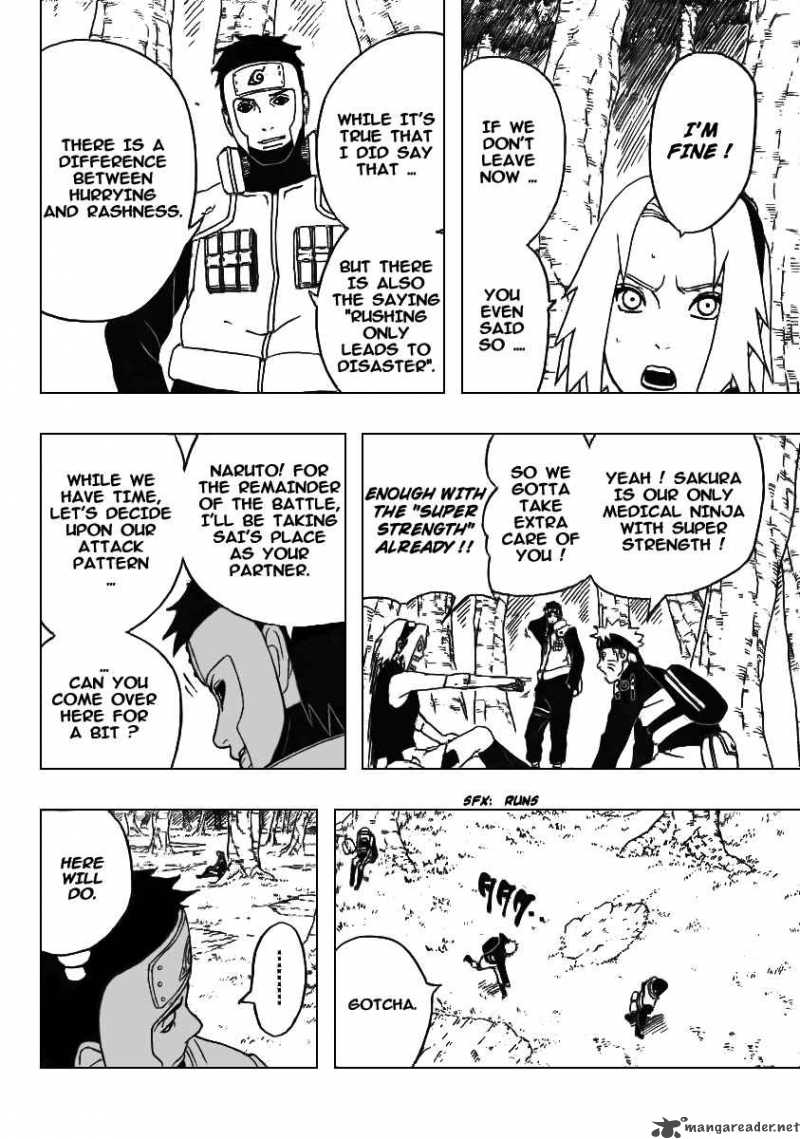 I'M
FINE !
IF WE
DON'T
LEAVE
NOW ...
YOU
EVEN
SAID
SO ....
WHILE IT'S
TRUE THAT
I DID SAY
THAT ...
BUT THERE
IS ALSO
THE SAYING
"RUSHING
ONLY
LEADS TO
DISASTER".
THERE IS A
DIFFERENCE
BETWEEN
HURRYING
AND RASHNESS.
YEAH ! SAKURA
IS OUR ONLY
MEDICAL NINJA
WITH SUPER
STRENGTH !
SO WE
GOTTA
TAKE
EXTRA
CARE OF
YOU !
ENOUGH WITH
THE "SUPER
STRENGTH"
ALREADY !!
NARUTO! FOR
THE REMAINDER
OF THE BATTLE,
I'LL BE TAKING
SAI'S PLACE
AS YOUR
PARTNER.
WHILE WE
HAVE TIME,
LET'S DECIDE
UPON OUR
ATTACK
PATTERN
...
...
CAN YOU
COME OVER
HERE FOR
A BIT ?
SFX: RUNS
タタタ...
GOTCHA.
HERE
WILL
DO.
.........
mangareader.net